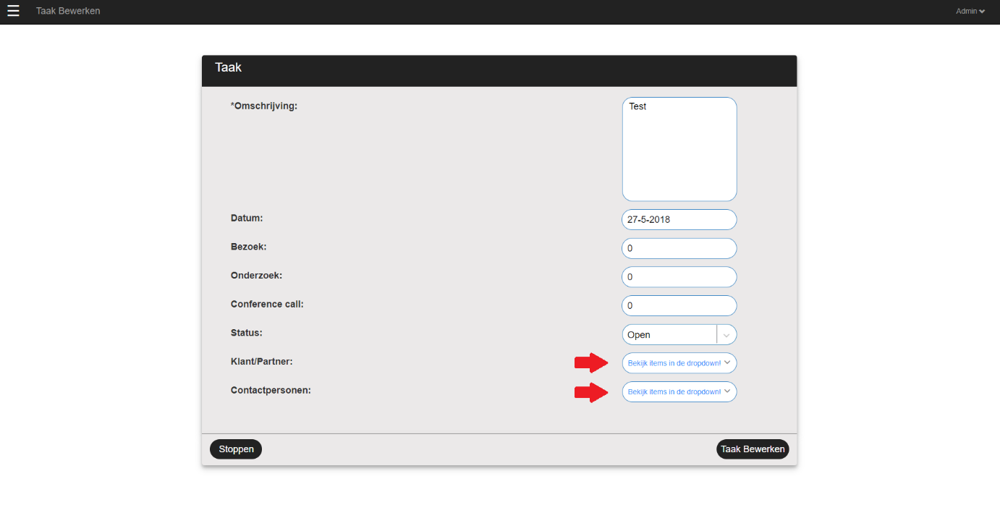 Taak Bewerken
Admin
Taak
*Omschrijving:
Test
Datum:
27-5-2018
Bezoek:
0
Onderzoek:
0
Conference call:
0
Status:
Open
Klant/Partner:
Bekijk items in de dropdown!
Contactpersonen:
Bekijk items in de dropdown!
Stoppen
Taak Bewerken